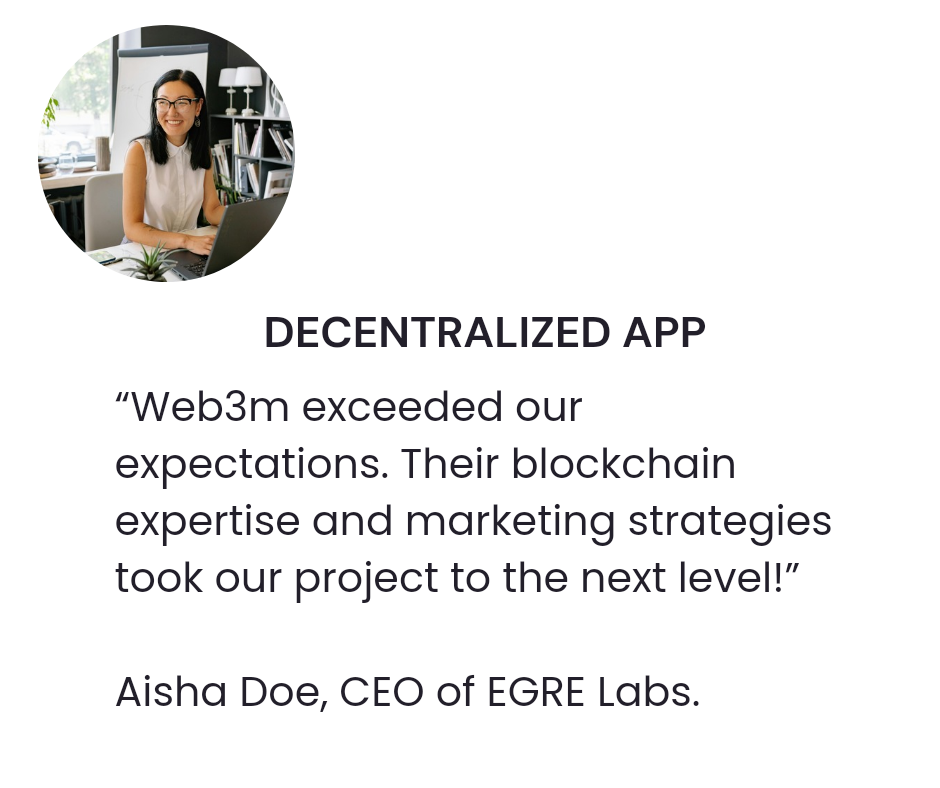 DECENTRALIZED APP
“Web3m exceeded our
expectations. Their blockchain
expertise and marketing strategies
took our project to the next level!”
Aisha Doe, CEO of EGRE Labs.